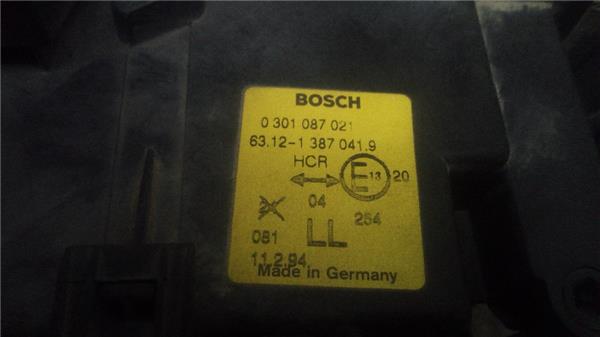 BOSCH
0 301 087 021
63.12-1 387 041.9
HCR
E 13 20
04
254
081 LL
11.2.94
Made in Germany